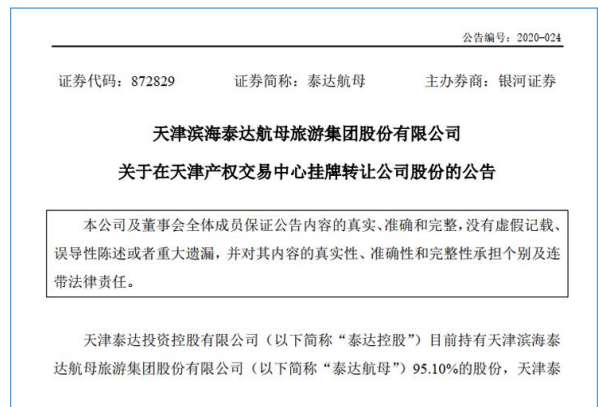 公告编号：2020-024
证券代码：872829 证券简称：泰达航母 主办券商：银河证券
天津滨海泰达航母旅游集团股份有限公司
关于在天津产权交易中心挂牌转让公司股份的公告
本公司及董事会全体成员保证公告内容的真实、准确和完整，没有虚假记载、
误导性陈述或者重大遗漏，并对其内容的真实性、准确性和完整性承担个别及连
带法律责任。
天津泰达投资控股有限公司（以下简称“泰达控股”）目前持有天津滨海泰
达航母旅游集团股份有限公司（以下简称“泰达航母”）95.10%的股份，天津泰